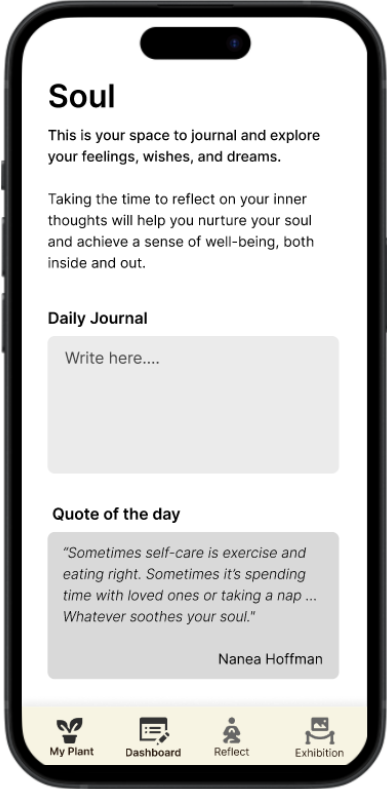 Soul
This is your space to journal and explore
your feelings, wishes, and dreams.
Taking the time to reflect on your inner
thoughts will help you nurture your soul
and achieve a sense of well-being, both
inside and out.
Daily Journal
Write here....
Quote of the day
“Sometimes self-care is exercise and
eating right. Sometimes it’s spending
time with loved ones or taking a nap ...
Whatever soothes your soul."
Nanea Hoffman
My Plant
Dashboard
Reflect
Exhibition